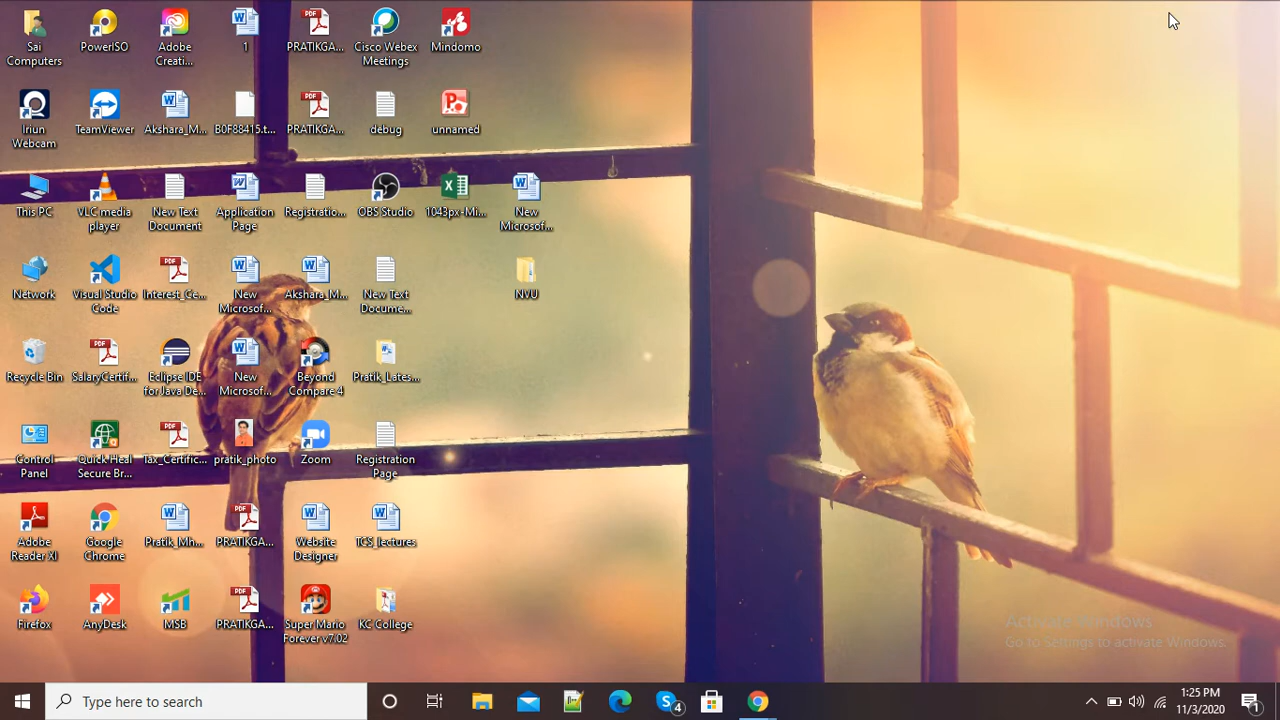 Sai
Computers
PowerISO
Adobe
Creati...
1
PRATIKGA...
Cisco Webex
Meetings
Mindomo
Iriun
Webcam
TeamViewer
Akshara_M...
B0F88415.t...
PRATIKGA...
debug
unnamed
This PC
VLC media
player
New Text
Document
Application
Page
Registratio...
OBS Studio
1043px-Mi...
New
Microsof...
Network
Visual Studio
Code
Interest_Ce...
New
Microsof...
Akshara_M...
New Text
Docume...
NVU
Recycle Bin
SalaryCertif...
Eclipse IDE
for Java De...
New
Microsof...
Beyond
Compare 4
Pratik_Lates...
Control
Panel
Quick Heal
Secure Br...
Tax_Certific...
pratik_photo
Zoom
Registration
Page
Adobe
Reader XI
Google
Chrome
Pratik_Mh...
PRATIKGA...
Website
Designer
TCS_lectures
Firefox
AnyDesk
MSB
PRATIKGA...
Super Mario
Forever v7.02
KC College
Activate Windows
Go to Settings to activate Windows.
Type here to search
4
1:25 PM
11/3/2020
1